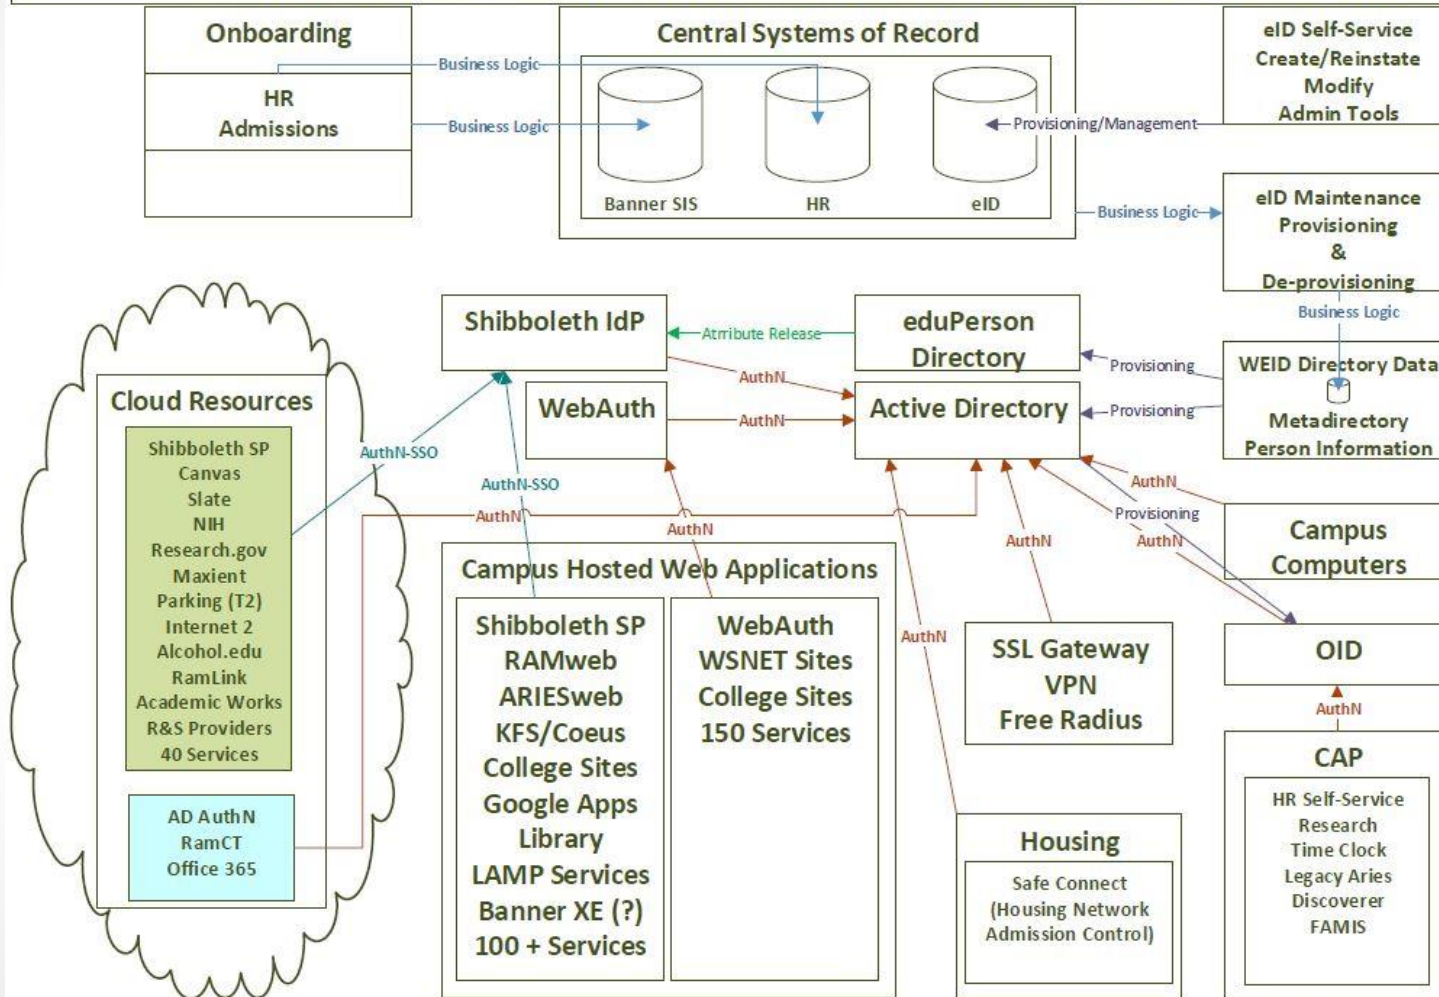 Onboarding
HR
Admissions
Business Logic
Business Logic
Central Systems of Record
Banner SIS
HR
eID
Provisioning/Management
eID Self-Service
Create/Reinstate
Modify
Admin Tools
Business Logic
eID Maintenance
Provisioning
&
De-provisioning
Business Logic
Shibboleth IdP
Atrribute Release
eduPerson
Directory
Provisioning
WEID Directory Data
Metadirectory
Person Information
AuthN
WebAuth
AuthN
Active Directory
Provisioning
Cloud Resources
Shibboleth SP
Canvas
Slate
NIH
Research.gov
Maxient
Parking (T2)
Internet 2
Alcohol.edu
RamLink
Academic Works
R&S Providers
40 Services
AD AuthN
RamCT
Office 365
AuthN-SSO
AuthN-SSO
AuthN
AuthN
AuthN
AuthN
AuthN
Provisioning
AuthN
Campus
Computers
Campus Hosted Web Applications
Shibboleth SP
RAMweb
ARIESweb
KFS/Coeus
College Sites
Google Apps
Library
LAMP Services
Banner XE (?)
100 + Services
WebAuth
WSNET Sites
College Sites
150 Services
SSL Gateway
VPN
Free Radius
OID
AuthN
Housing
Safe Connect
(Housing Network
Admission Control)
CAP
HR Self-Service
Research
Time Clock
Legacy Aries
Discoverer
FAMIS